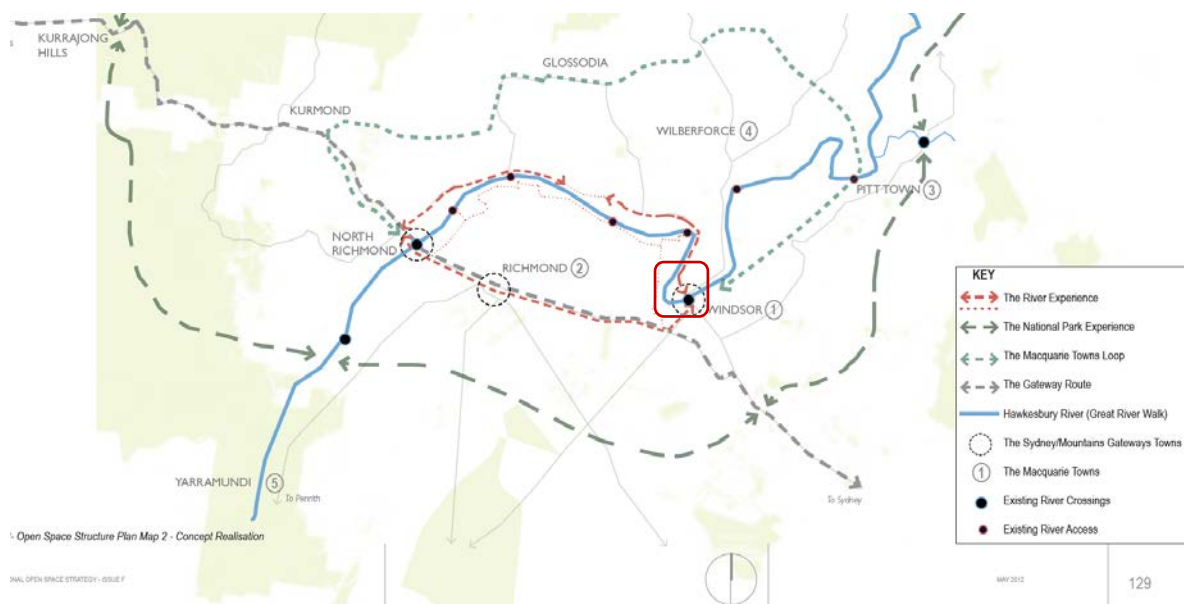 KURRAJONG
HILLS
GLOSSODIA
KURMOND
WILBERFORCE 4
PITT TOWN 3
NORTH
RICHMOND
RICHMOND 2
WINDSOR 1
YARRAMUNDI 5
To Penrith
To Sydney
KEY
The River Experience
The National Park Experience
The Macquarie Towns Loop
The Gateway Route
Hawkesbury River (Great River Walk)
The Sydney/Mountains Gateways Towns
1 The Macquarie Towns
Existing River Crossings
Existing River Access
- Open Space Structure Plan Map 2 - Concept Realisation
ONAL OPEN SPACE STRATEGY - ISSUE F
MAY 2012
129